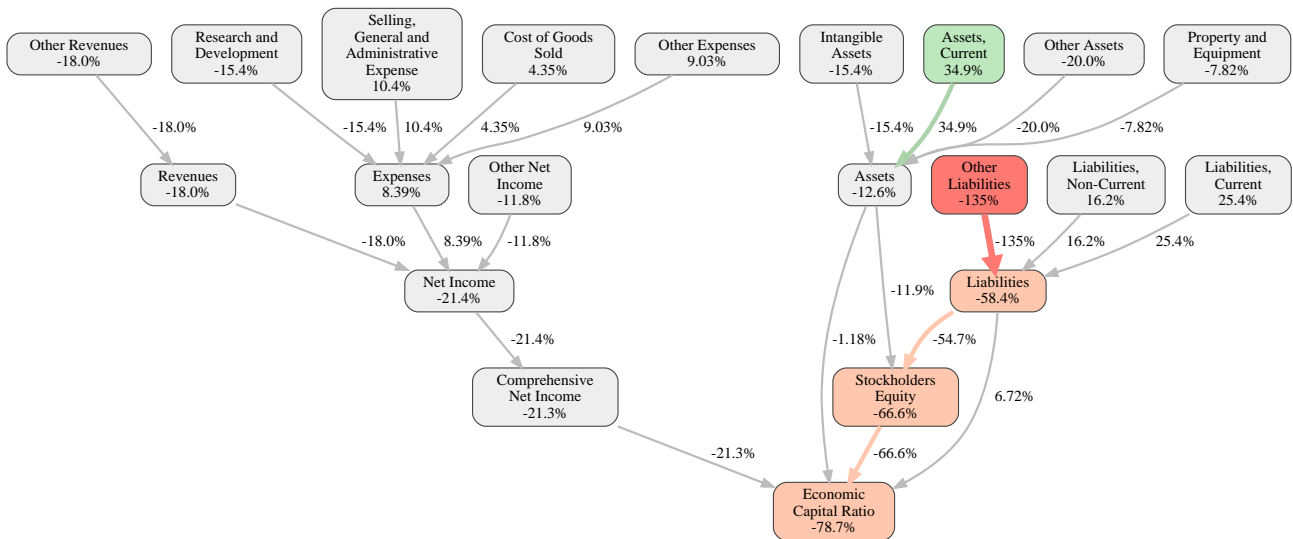 Other Revenues
-18.0%
Research and
Development
-15.4%
Selling,
General and
Administrative
Expense
10.4%
Cost of Goods
Sold
4.35%
Other Expenses
9.03%
Intangible
Assets
-15.4%
Assets,
Current
34.9%
Other Assets
-20.0%
Property and
Equipment
-7.82%
-18.0%
-15.4%
10.4%
4.35%
9.03%
-15.4%
34.9%
-20.0%
-7.82%
Revenues
-18.0%
Expenses
8.39%
Other Net
Income
-11.8%
Assets
-12.6%
Other
Liabilities
-135%
Liabilities,
Non-Current
16.2%
Liabilities,
Current
25.4%
-18.0%
8.39%
-11.8%
-135%
16.2%
25.4%
Net Income
-21.4%
-11.9%
Liabilities
-58.4%
-21.4%
-1.18%
-54.7%
Comprehensive
Net Income
-21.3%
Stockholders
Equity
-66.6%
6.72%
-21.3%
-66.6%
Economic
Capital Ratio
-78.7%